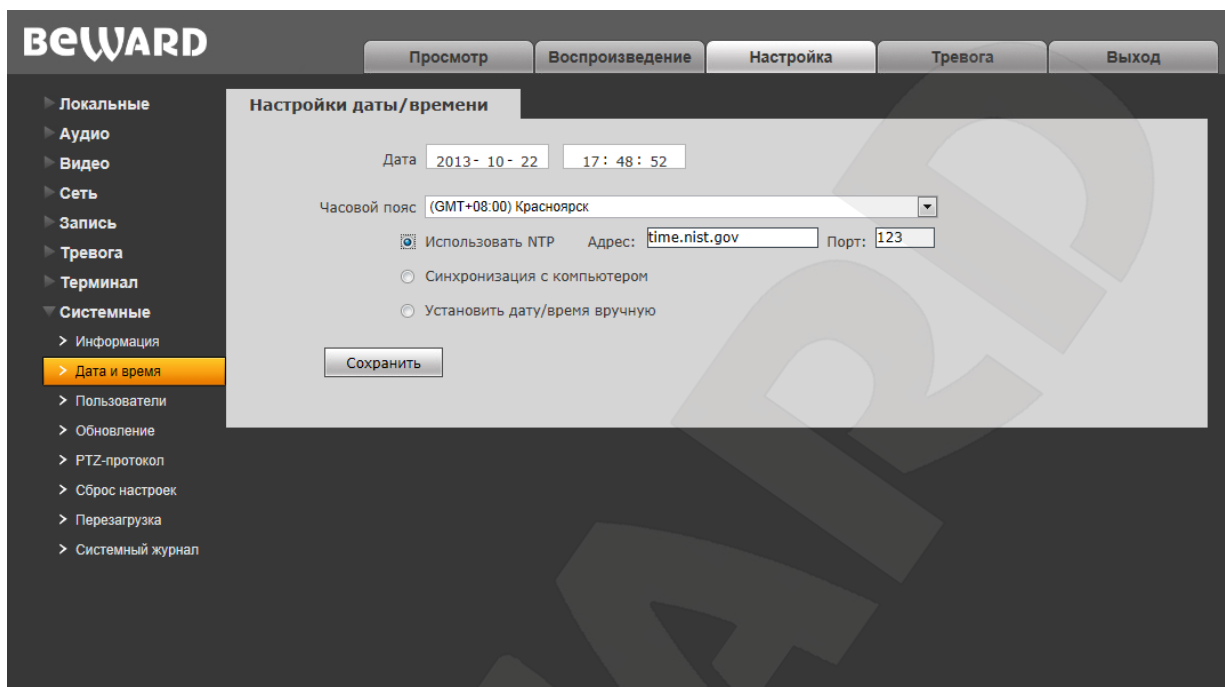 BEWARD
Просмотр Воспроизведение Настройка Тревога Выход
Локальные
Аудио
Видео
Сеть
Запись
Тревога
Терминал
Системные
Информация
Дата и время
Пользователи
Обновление
PTZ-протокол
Сброс настроек
Перезагрузка
Системный журнал
Настройки даты/времени
Дата 2013- 10- 22 17: 48: 52
Часовой пояс (GMT+08:00) Красноярск
Использовать NTP Адрес: time.nist.gov Порт: 123
Синхронизация с компьютером
Установить дату/время вручную
Сохранить